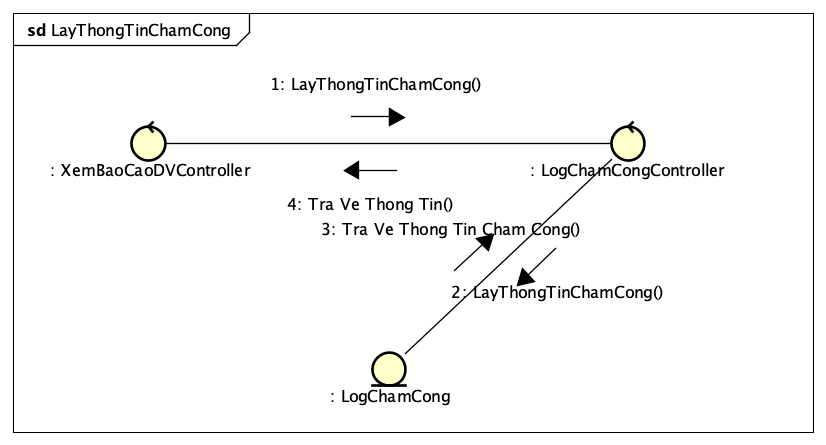 sd LayThongTinChamCong
1: LayThongTinChamCong()
: XemBaoCaoDVController
: LogChamCongController
4: Tra Ve Thong Tin()
3: Tra Ve Thong Tin Cham Cong()
2: LayThongTinChamCong()
: LogChamCong